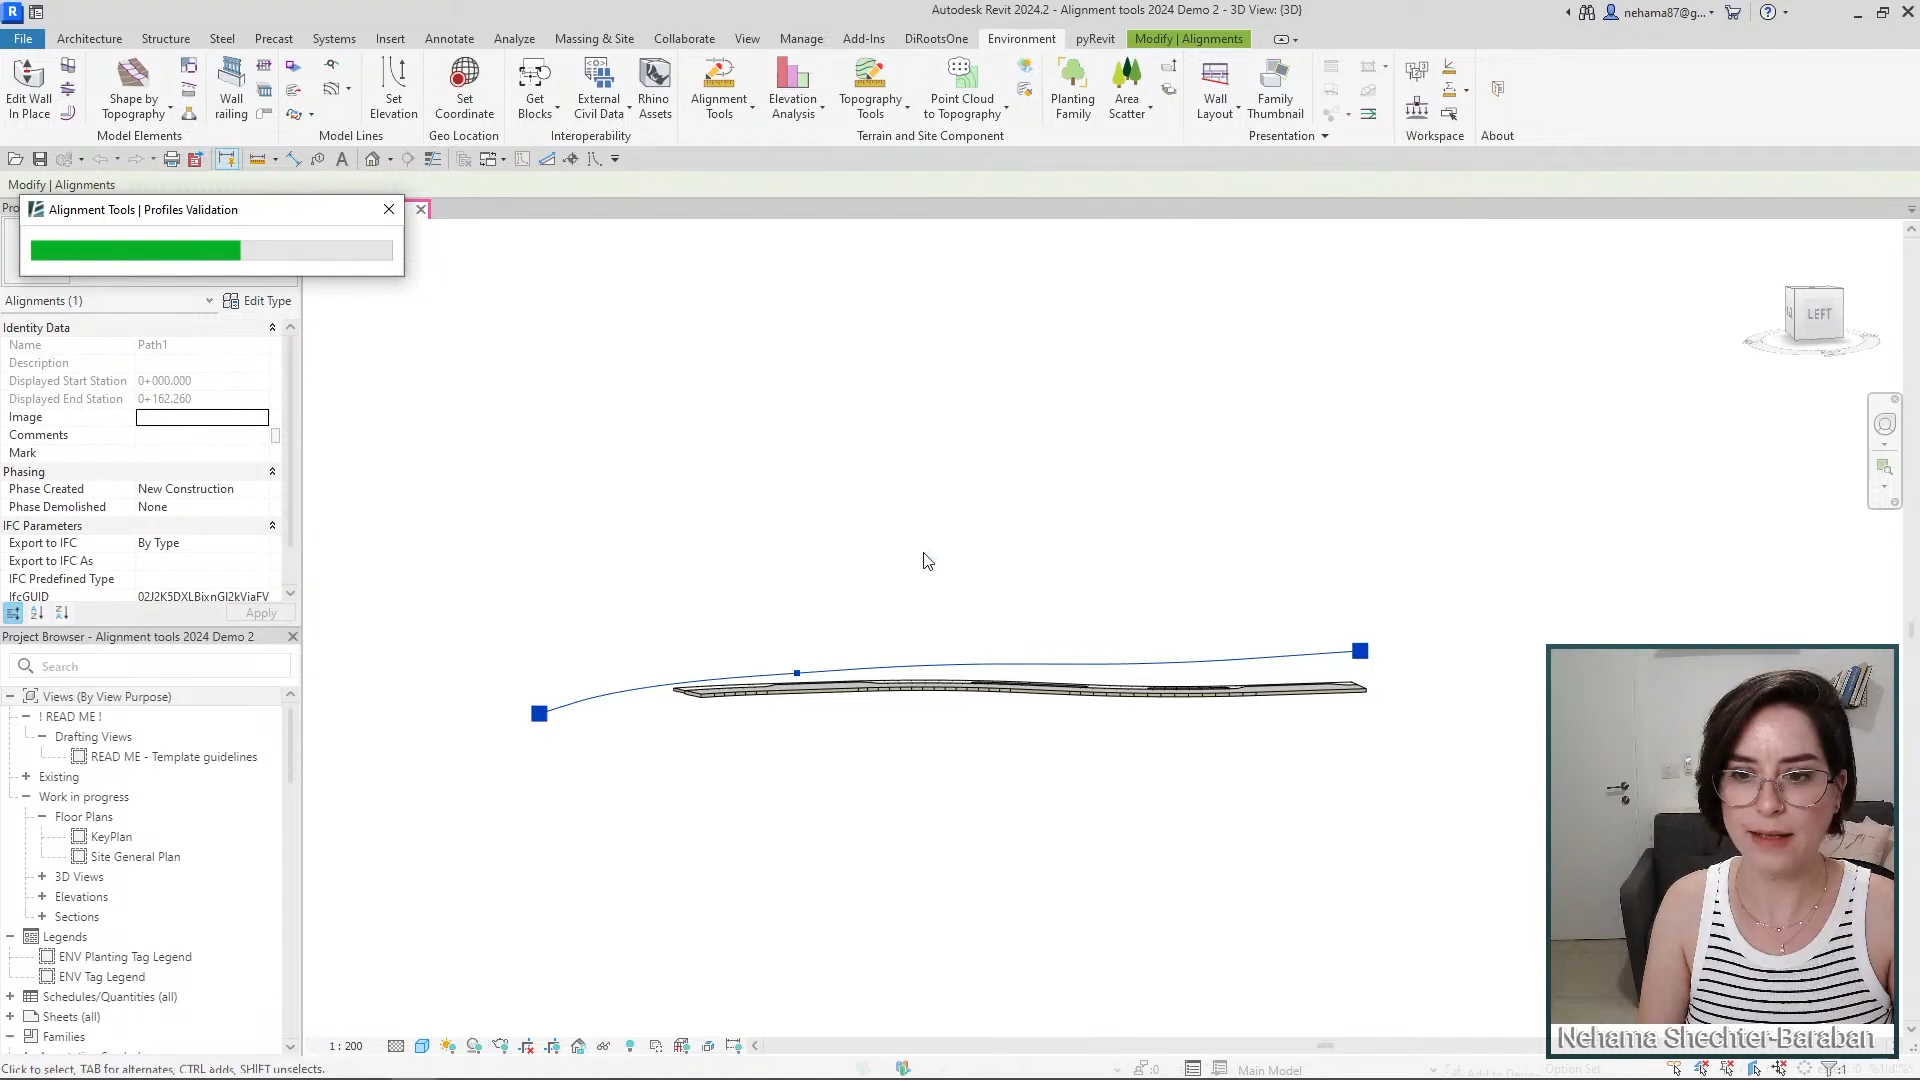 Autodesk Revit 2024.2 - Alignment tools 2024 Demo 2 - 3D View: {3D}
nehama87@g...
File Architecture Structure Steel Precast Systems Insert Annotate Analyze Massing & Site Collaborate View Manage Add-Ins DiRootsOne Environment pyRevit Modify | Alignments
Edit Wall In Place
Shape by Topography
Wall railing
Set Elevation
Set Coordinate
Get Blocks
External Civil Data
Rhino Assets
Alignment Tools
Elevation Analysis
Topography Tools
Point Cloud to Topography
Planting Family
Area Scatter
Wall Layout
Family Thumbnail
Model Elements Model Lines Geo Location Interoperability Terrain and Site Component Presentation Workspace About
Modify | Alignments
Pro
Alignment Tools | Profiles Validation
Alignments (1) Edit Type
Identity Data
Name Path1
Description
Displayed Start Station 0+000.000
Displayed End Station 0+162.260
Image
Comments
Mark
Phasing
Phase Created New Construction
Phase Demolished None
IFC Parameters
Export to IFC By Type
Export to IFC As
IFC Predefined Type
IfcGUID 02J2K5DXLBixnGI2kViaFV
Apply
Project Browser - Alignment tools 2024 Demo 2
Search
Views (By View Purpose)
! READ ME !
Drafting Views
READ ME - Template guidelines
Existing
Work in progress
Floor Plans
KeyPlan
Site General Plan
3D Views
Elevations
Sections
Legends
ENV Planting Tag Legend
ENV Tag Legend
Schedules/Quantities (all)
Sheets (all)
Families
LEFT
1 : 200
Nehama Shechter-Baraban
Click to select, TAB for alternates, CTRL adds, SHIFT unselects.
:0
Main Model
:1